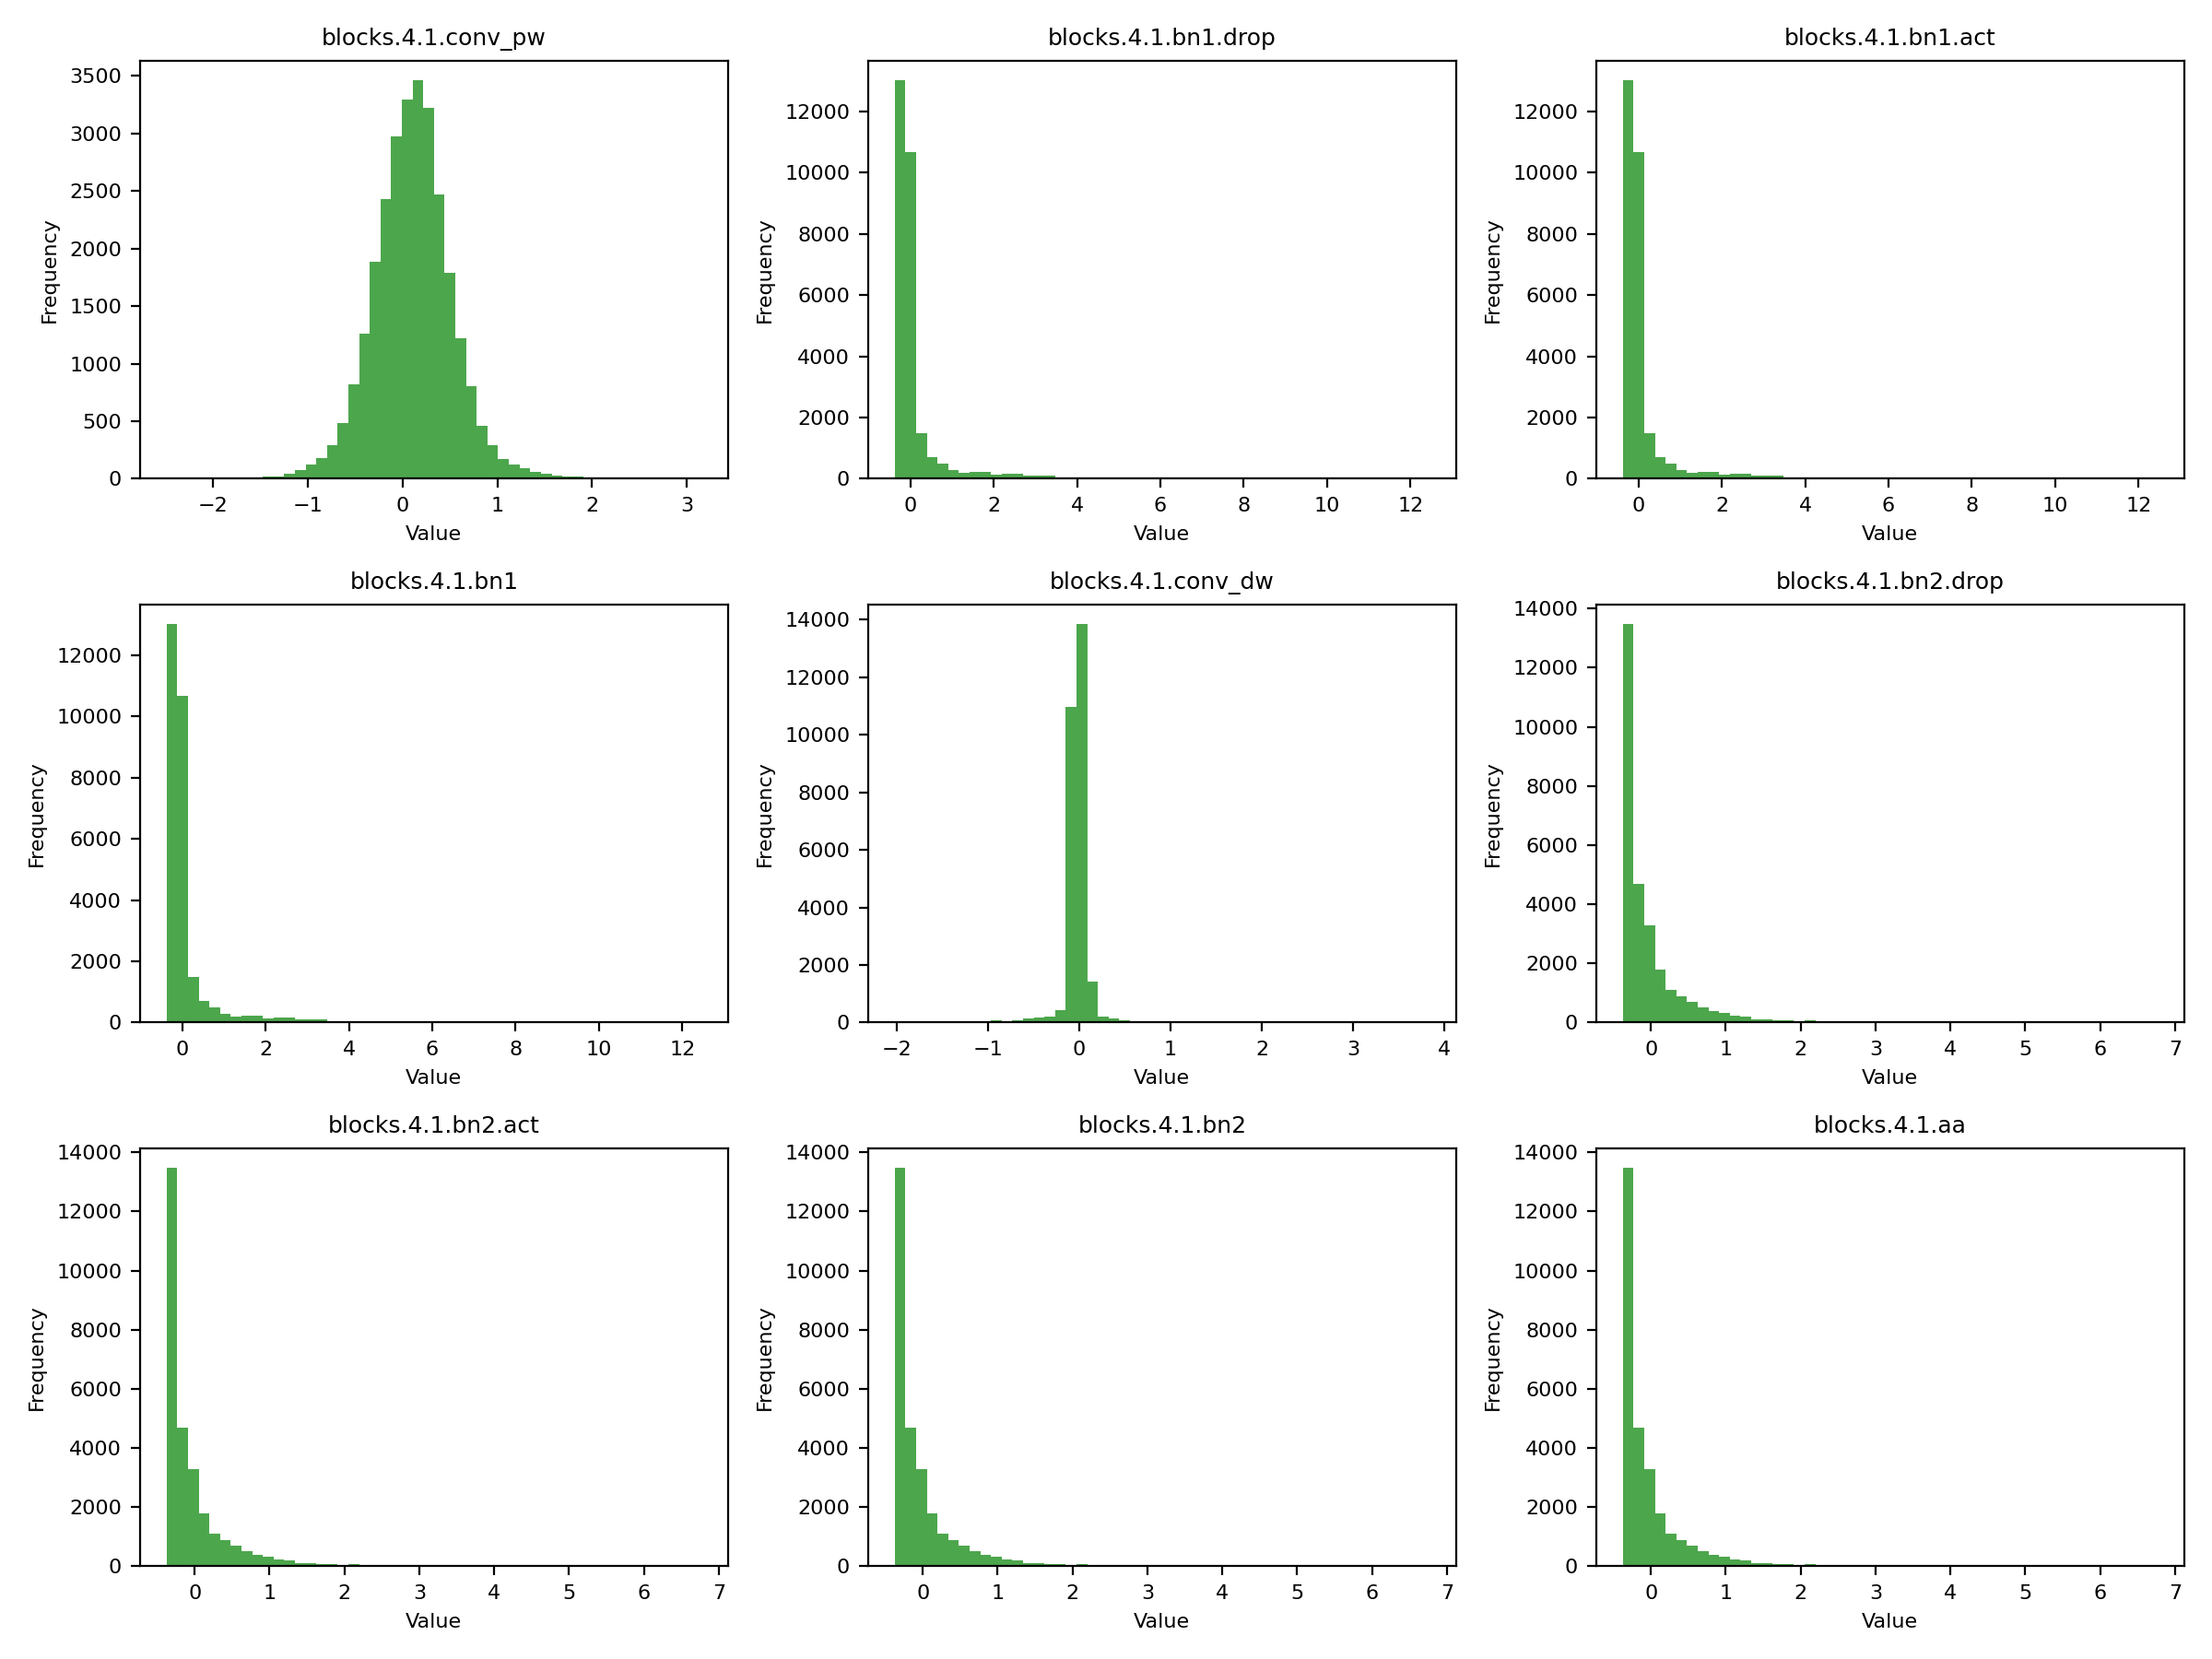 blocks.4.1.conv_pw
3500
3000
2500
2000
1500
1000
500
0
Frequency
−2 −1 0 1 2 3
Value
blocks.4.1.bn1.drop
12000
10000
8000
6000
4000
2000
0
Frequency
0 2 4 6 8 10 12
Value
blocks.4.1.bn1.act
12000
10000
8000
6000
4000
2000
0
Frequency
0 2 4 6 8 10 12
Value
blocks.4.1.bn1
12000
10000
8000
6000
4000
2000
0
Frequency
0 2 4 6 8 10 12
Value
blocks.4.1.conv_dw
14000
12000
10000
8000
6000
4000
2000
0
Frequency
−2 −1 0 1 2 3 4
Value
blocks.4.1.bn2.drop
14000
12000
10000
8000
6000
4000
2000
0
Frequency
0 1 2 3 4 5 6 7
Value
blocks.4.1.bn2.act
14000
12000
10000
8000
6000
4000
2000
0
Frequency
0 1 2 3 4 5 6 7
Value
blocks.4.1.bn2
14000
12000
10000
8000
6000
4000
2000
0
Frequency
0 1 2 3 4 5 6 7
Value
blocks.4.1.aa
14000
12000
10000
8000
6000
4000
2000
0
Frequency
0 1 2 3 4 5 6 7
Value